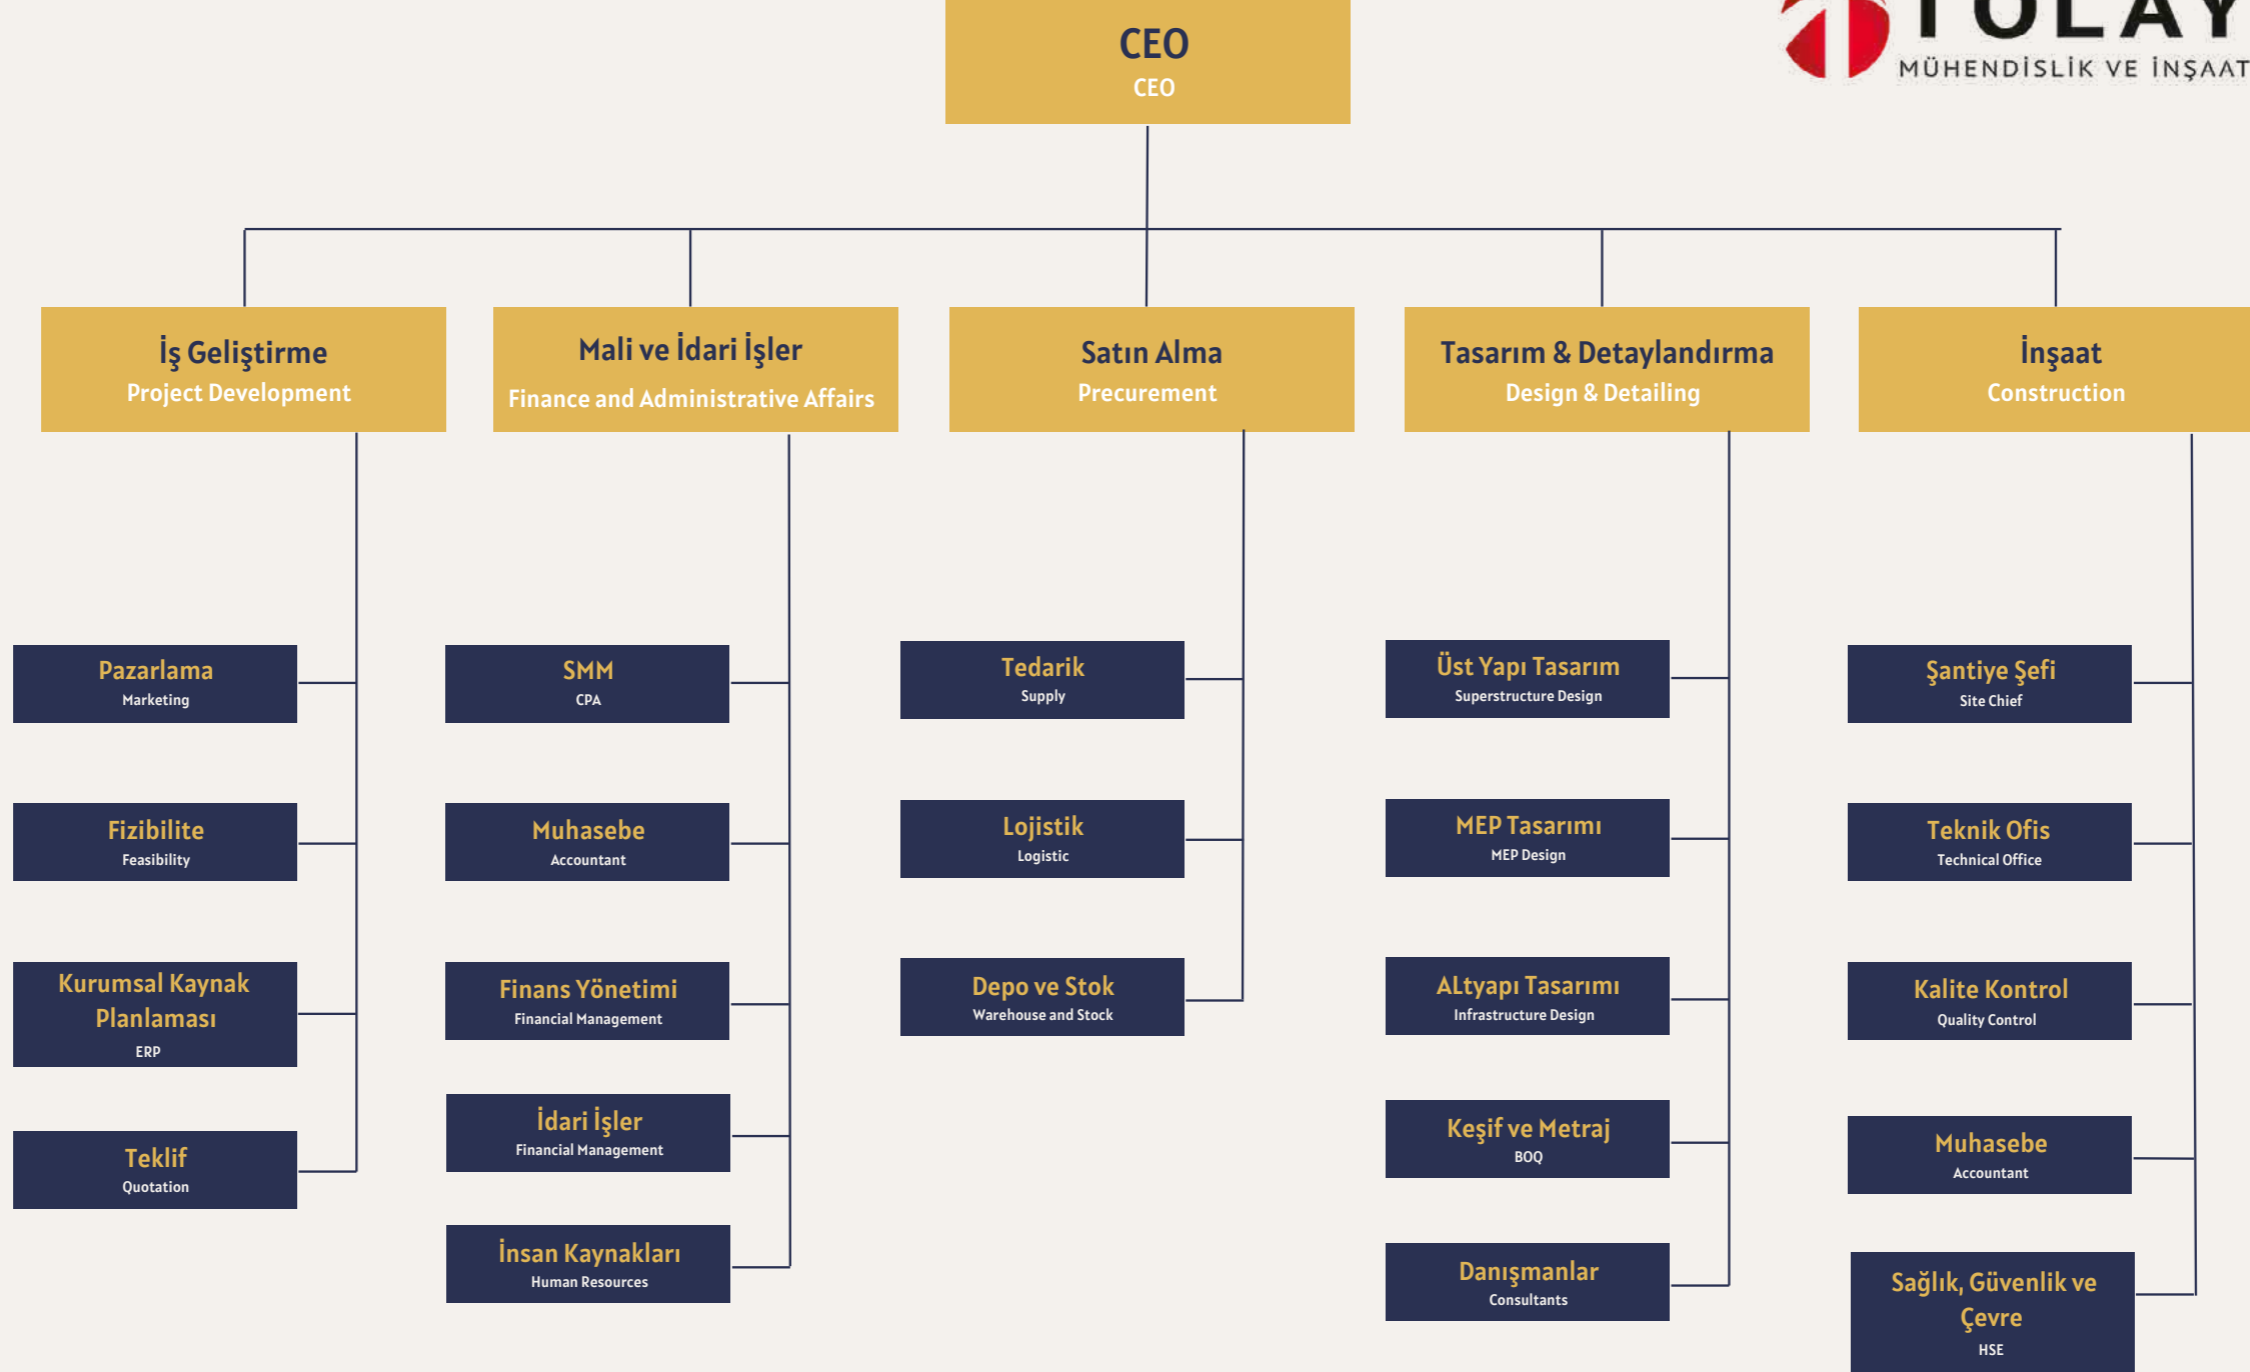 CEO
CEO
TOLAY
MÜHENDİSLİK VE İNŞAAT
İş Geliştirme
Project Development
Mali ve İdari İşler
Finance and Administrative Affairs
Satın Alma
Precurement
Tasarım & Detaylandırma
Design & Detailing
İnşaat
Construction
Pazarlama
Marketing
Fizibilite
Feasibility
Kurumsal Kaynak
Planlaması
ERP
Teklif
Quotation
SMM
CPA
Muhasebe
Accountant
Finans Yönetimi
Financial Management
İdari İşler
Financial Management
İnsan Kaynakları
Human Resources
Tedarik
Supply
Lojistik
Logistic
Depo ve Stok
Warehouse and Stock
Üst Yapı Tasarım
Superstructure Design
MEP Tasarımı
MEP Design
ALtyapı Tasarımı
Infrastructure Design
Keşif ve Metraj
BOQ
Danışmanlar
Consultants
Şantiye Şefi
Site Chief
Teknik Ofis
Technical Office
Kalite Kontrol
Quality Control
Muhasebe
Accountant
Sağlık, Güvenlik ve
Çevre
HSE